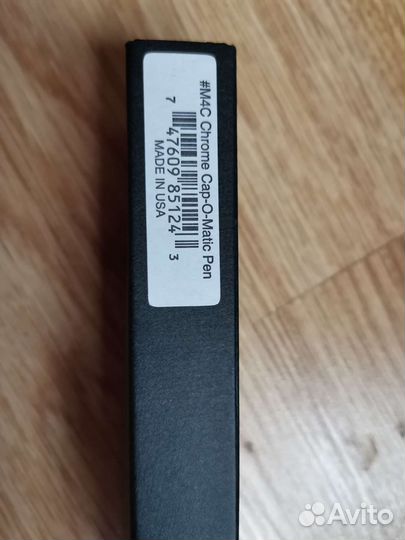 #M4C Chrome Cap-O-Matic Pen
7 47609 85124 3
MADE IN USA
Avito